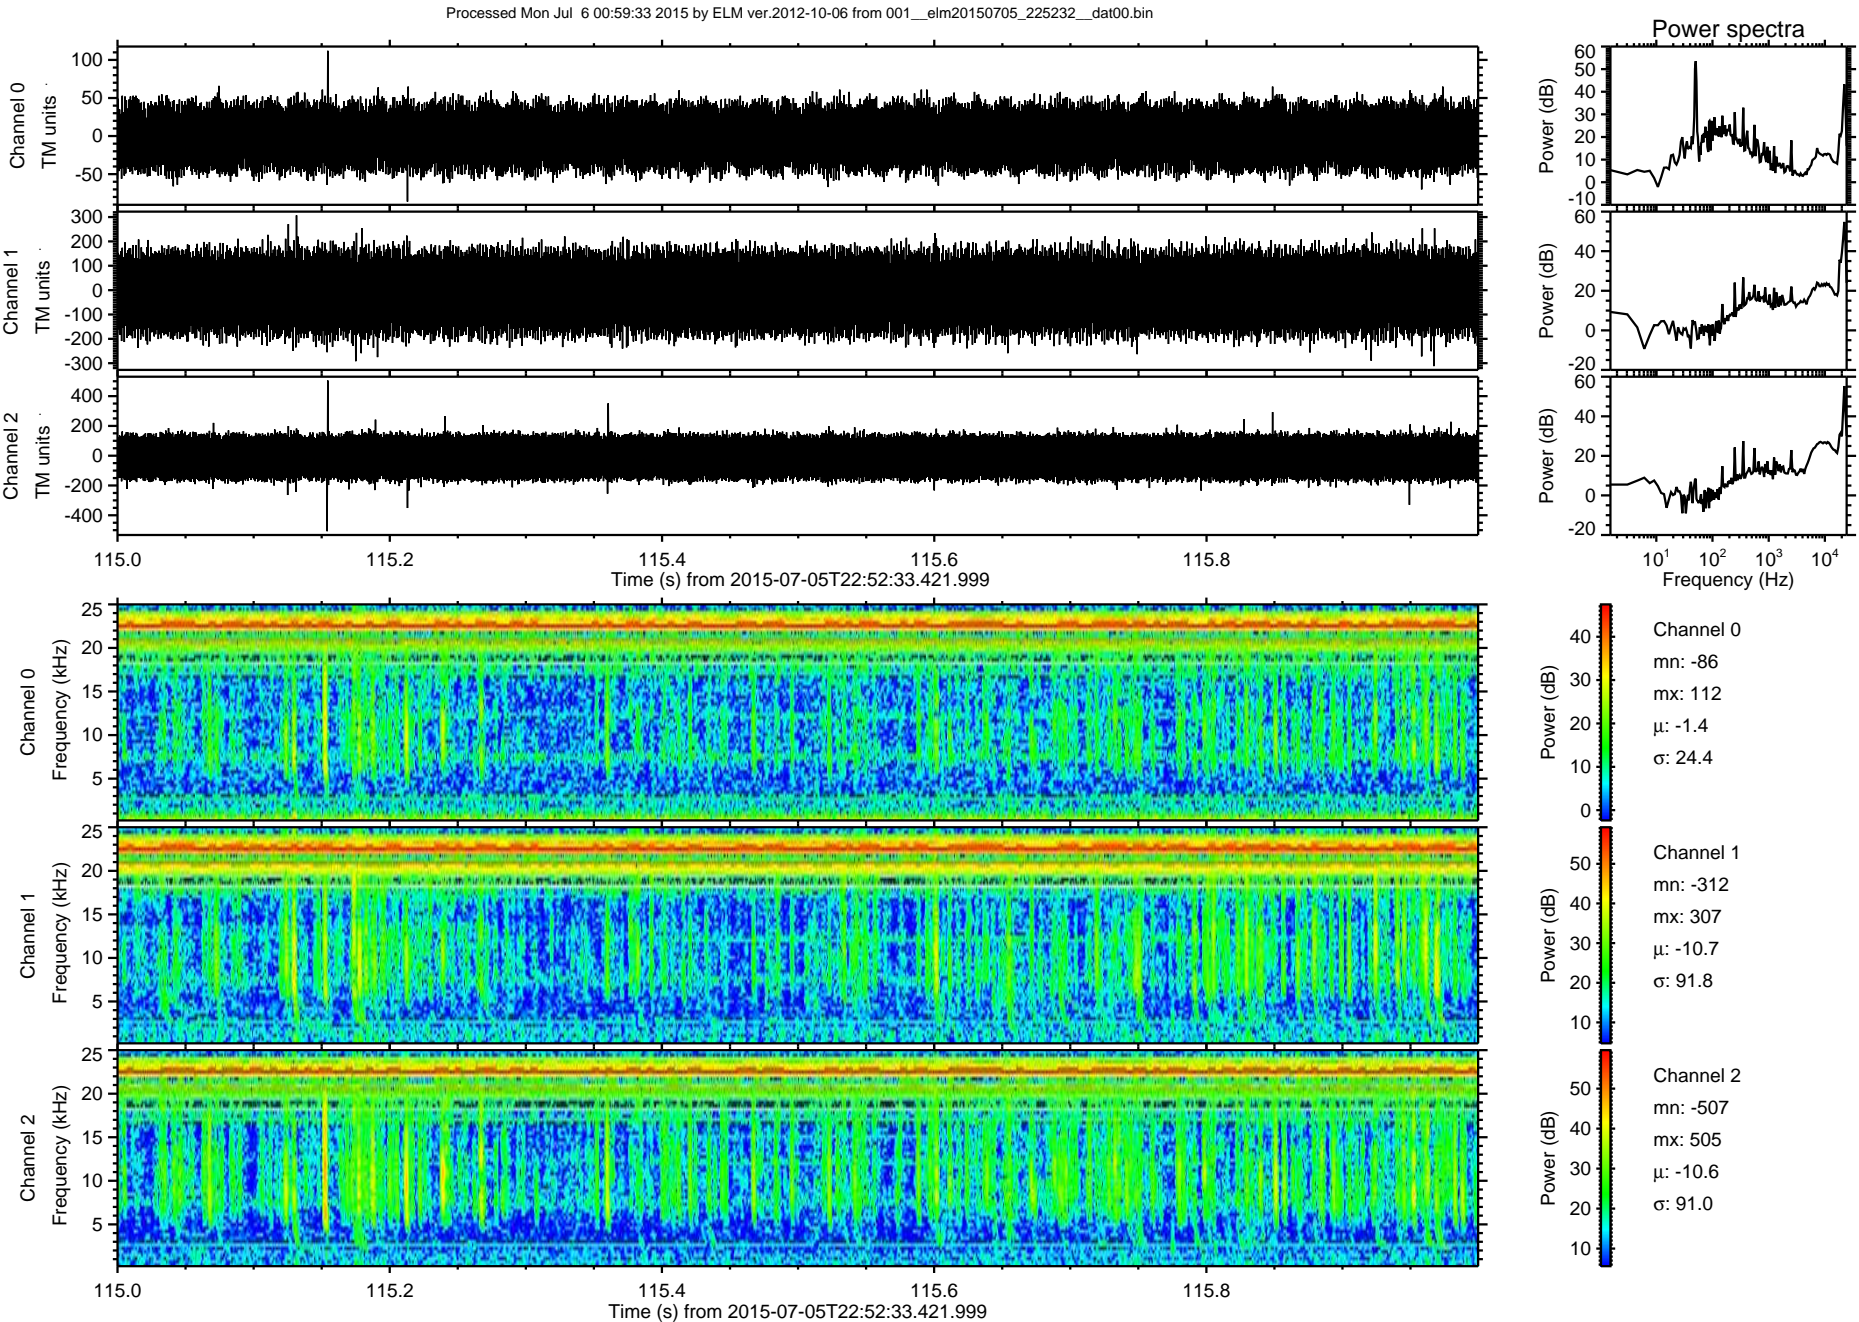 Processed Mon Jul  6 00:59:33 2015 by ELM ver.2012-10-06 from 001__elm20150705_225232__dat00.bin
Power spectra
Channel 0
TM units
100
50
0
-50
Power (dB)
60
50
40
30
20
10
0
-10
Channel 1
TM units
300
200
100
0
-100
-200
-300
Power (dB)
60
40
20
0
-20
Channel 2
TM units
400
200
0
-200
-400
Power (dB)
60
40
20
0
-20
115.0 115.2 115.4 115.6 115.8
Time (s) from 2015-07-05T22:52:33.421.999
10¹ 10² 10³ 10⁴
Frequency (Hz)
Channel 0
Frequency (kHz)
25
20
15
10
5
Power (dB)
40
30
20
10
0
Channel 0
mn: -86
mx: 112
μ: -1.4
σ: 24.4
Channel 1
Frequency (kHz)
25
20
15
10
5
Power (dB)
50
40
30
20
10
Channel 1
mn: -312
mx: 307
μ: -10.7
σ: 91.8
Channel 2
Frequency (kHz)
25
20
15
10
5
Power (dB)
50
40
30
20
10
Channel 2
mn: -507
mx: 505
μ: -10.6
σ: 91.0
115.0 115.2 115.4 115.6 115.8
Time (s) from 2015-07-05T22:52:33.421.999